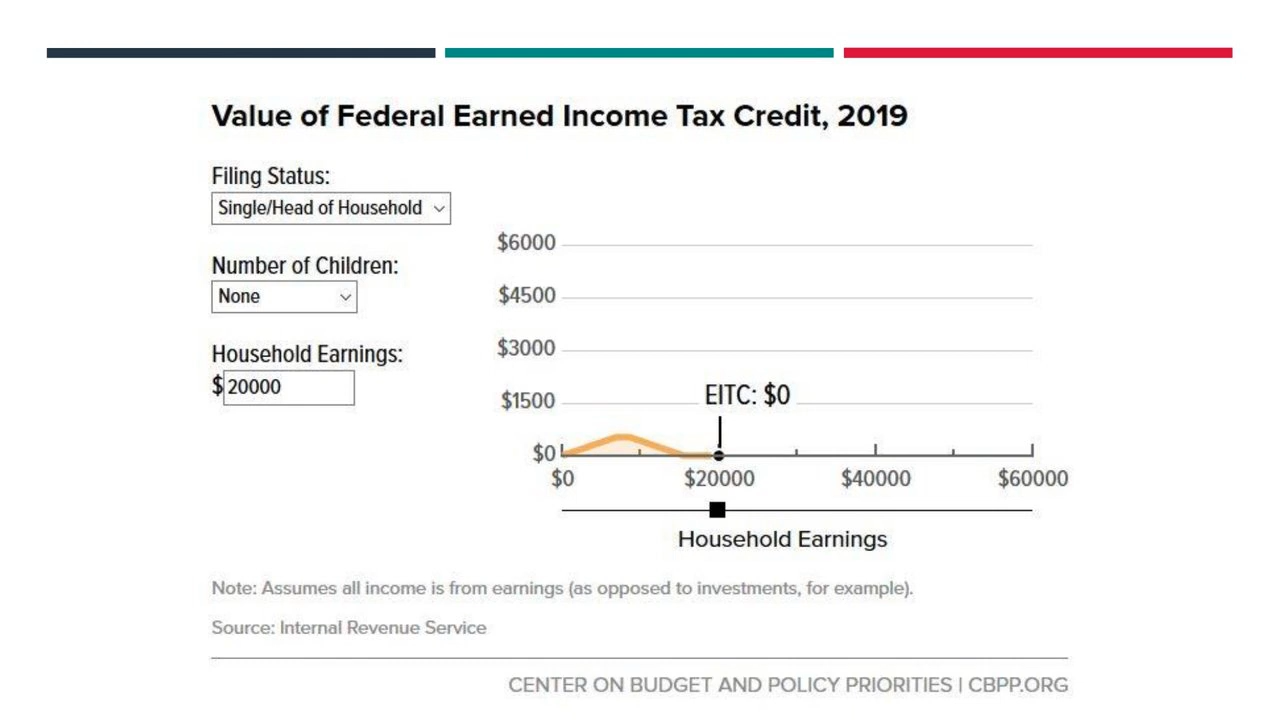 Value of Federal Earned Income Tax Credit, 2019
Filing Status:
Single/Head of Household
Number of Children:
None
Household Earnings:
$ 20000
$6000
$4500
$3000
$1500
$0
EITC: $0
$0 $20000 $40000 $60000
Household Earnings
Note: Assumes all income is from earnings (as opposed to investments, for example).
Source: Internal Revenue Service
CENTER ON BUDGET AND POLICY PRIORITIES | CBPP.ORG